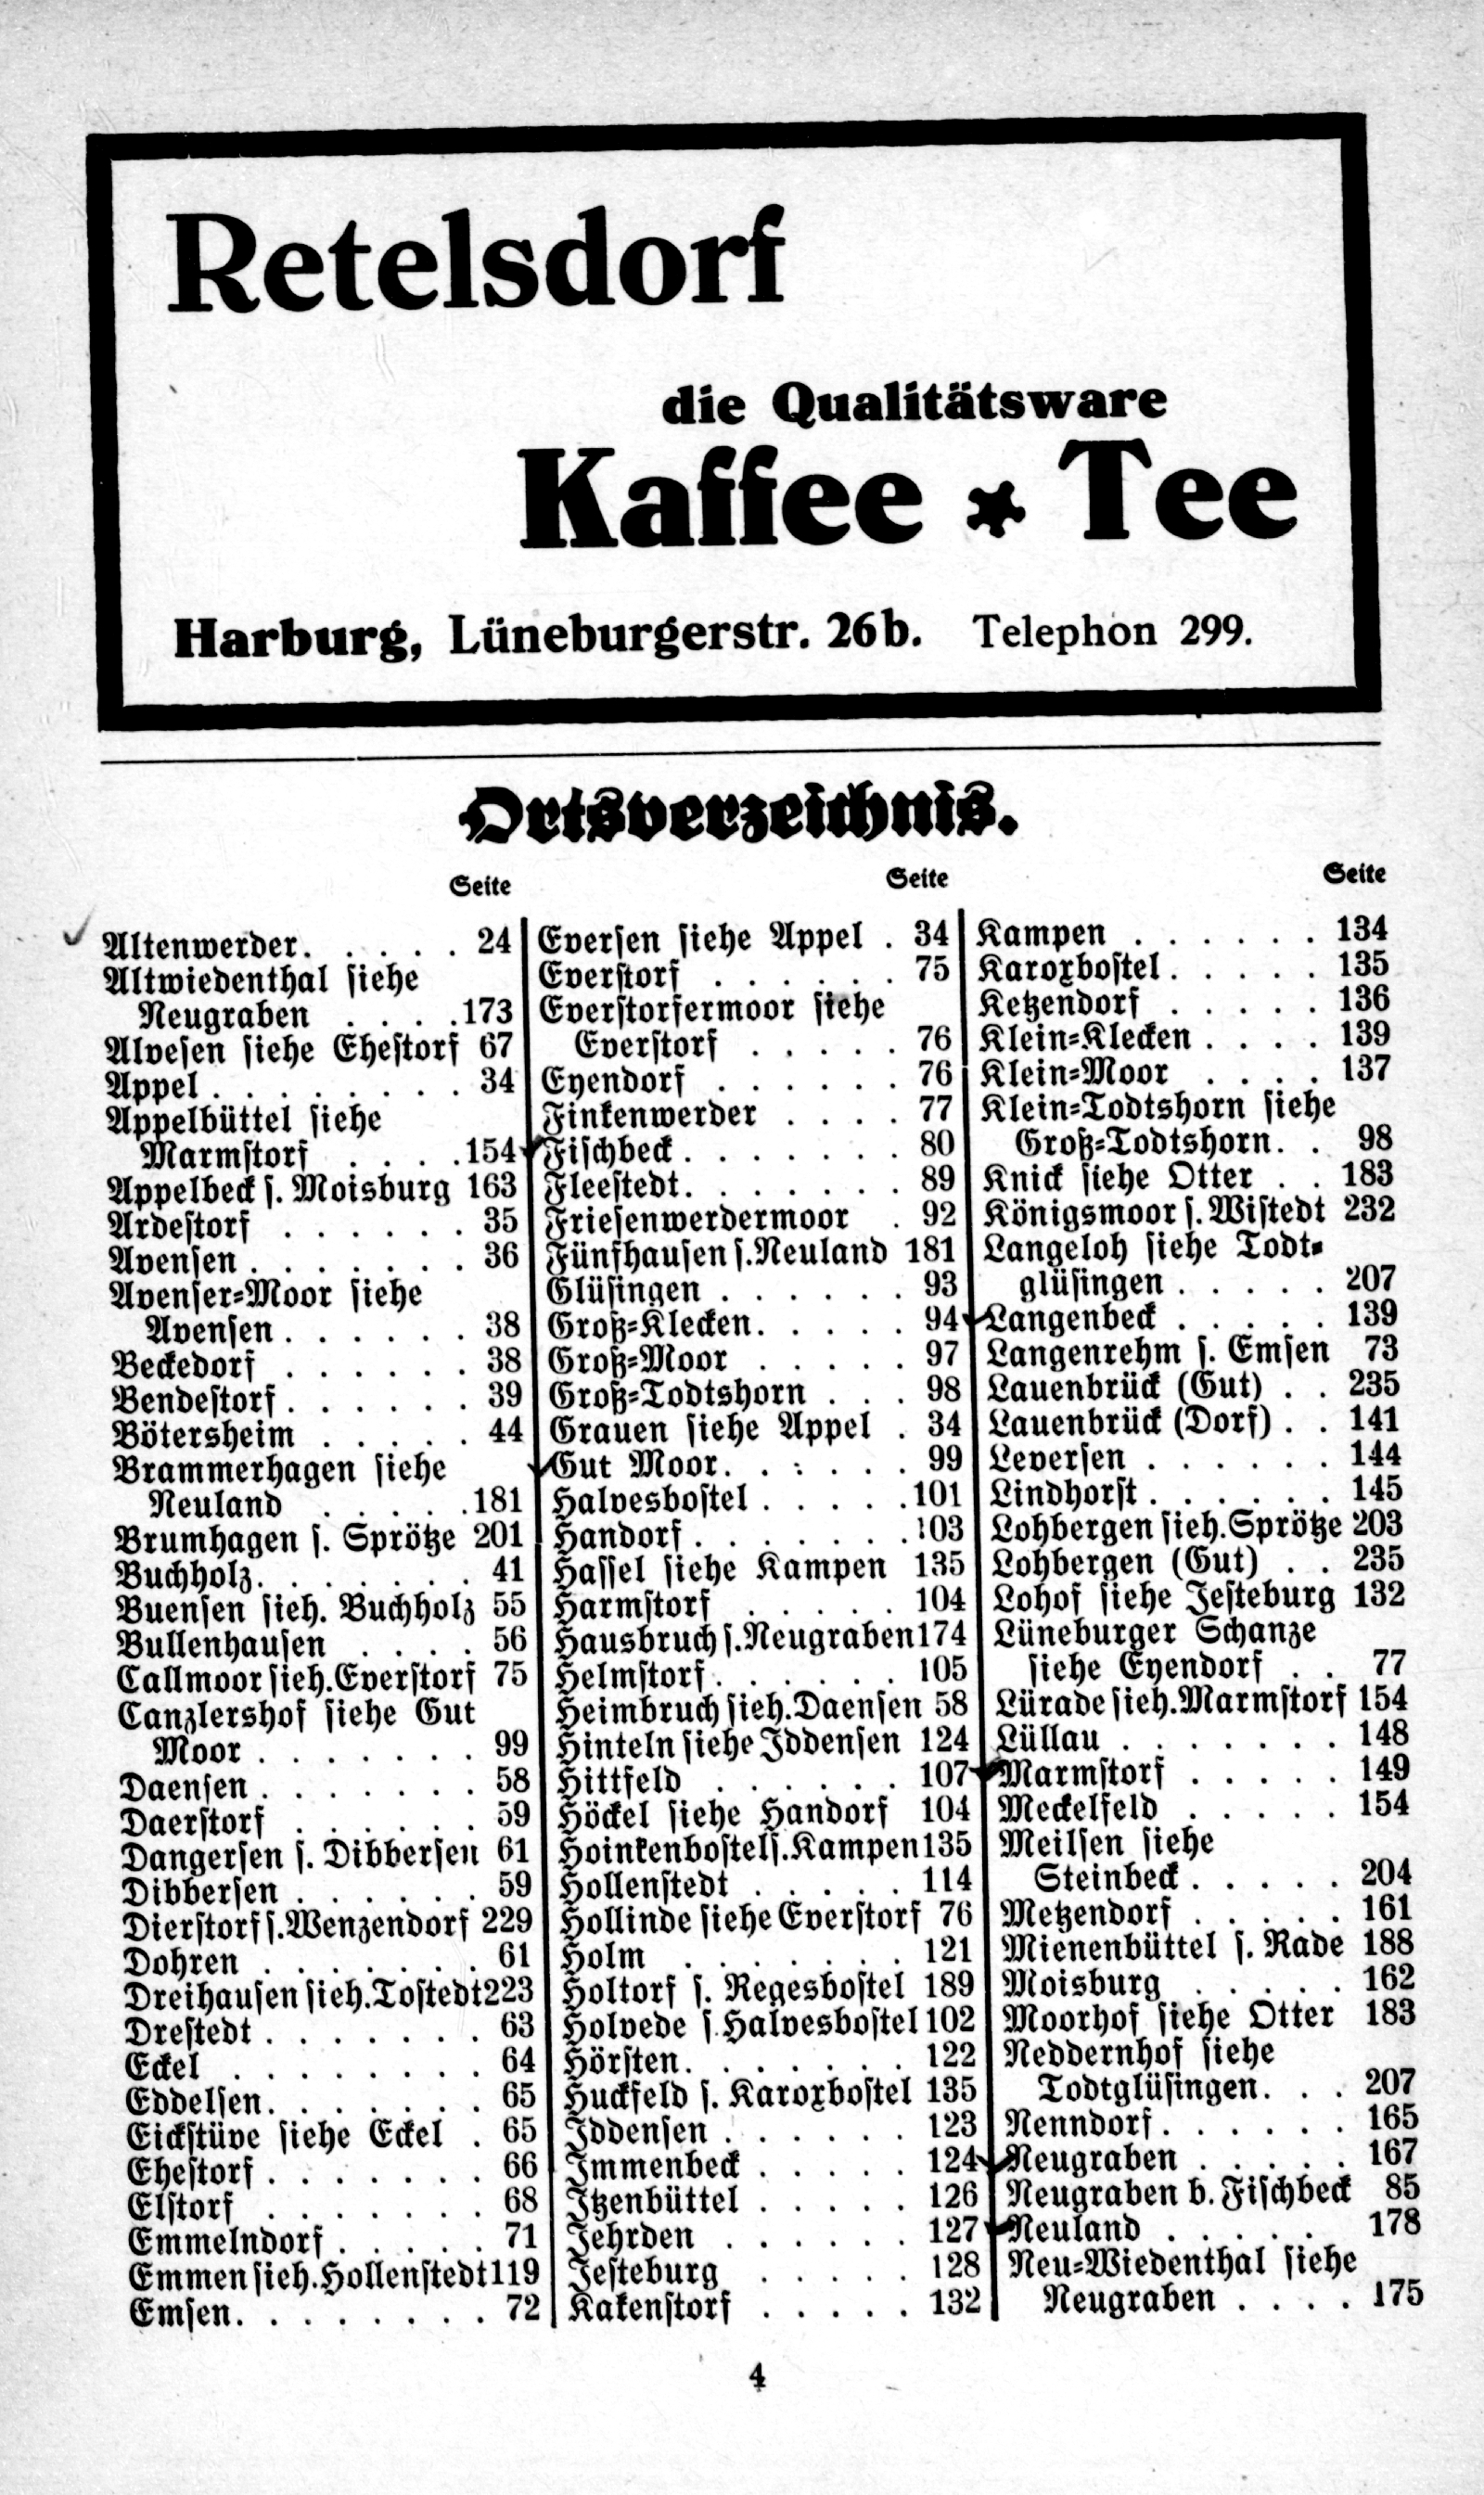 Retelsdorf
die Qualitätsware
Kaffee * Tee
Harburg, Lüneburgerstr. 26b. Telephon 299.
Ortsverzeichnis.
Seite
Altenwerder. . . . . . 24
Altwiedenthal siehe
Neugraben . . . . 173
Alvesen siehe Ehestorf 67
Appel . . . . . . . . 34
Appelbüttel siehe
Marmstorf . . . . 154
Appelbeck s. Moisburg 163
Ardestorf . . . . . . 35
Avensen . . . . . . . 36
Avenser=Moor siehe
Avensen . . . . . . 38
Beckedorf . . . . . . 38
Bendestorf . . . . . . 39
Bötersheim . . . . . 44
Brammerhagen siehe
Neuland . . . . . 181
Brumhagen s. Sprötze 201
Buchholz. . . . . . . 41
Buensen sieh. Buchholz 55
Bullenhausen . . . . 56
Callmoor sieh. Everstorf 75
Canzlershof siehe Gut
Moor . . . . . . . 99
Daensen . . . . . . . 58
Daerstorf . . . . . . 59
Dangersen s. Dibbersen 61
Dibbersen . . . . . . 59
Dierstorf s. Wenzendorf 229
Dohren . . . . . . . 61
Dreihausen sieh. Tostedt 223
Drestedt . . . . . . . 63
Eckel . . . . . . . . 64
Eddelsen. . . . . . . 65
Eickstüve siehe Eckel . 65
Ehestorf . . . . . . . 66
Elstorf . . . . . . . 68
Emmelndorf . . . . . 71
Emmen sieh. Hollenstedt 119
Emsen. . . . . . . . 72
Seite
Eversen siehe Appel . 34
Everstorf . . . . . . 75
Everstorfermoor siehe
Everstorf . . . . . 76
Eyendorf . . . . . . 76
Finkenwerder . . . . 77
Fischbeck . . . . . . . 80
Fleestedt. . . . . . . 89
Friesenwerdermoor . 92
Fünfhausen s. Neuland 181
Glüsingen . . . . . . 93
Groß=Klecken. . . . . 94
Groß=Moor . . . . . 97
Groß=Todtshorn . . . 98
Grauen siehe Appel . 34
Gut Moor. . . . . . 99
Halvesbostel . . . . . 101
Handorf . . . . . . . 103
Hassel siehe Kampen 135
Harmstorf . . . . . 104
Hausbruch s. Neugraben 174
Helmstorf . . . . . . 105
Heimbruch sieh. Daensen 58
Hinteln siehe Iddensen 124
Hittfeld . . . . . . 107
Höckel siehe Handorf 104
Hoinkenbostel s. Kampen 135
Hollenstedt . . . . . 114
Hollinde siehe Everstorf 76
Holm . . . . . . . 121
Holtorf s. Regesbostel 189
Holvede s. Halvesbostel 102
Hörsten. . . . . . . 122
Huckfeld s. Karoxbostel 135
Iddensen . . . . . . 123
Immenbeck . . . . . 124
Itzenbüttel . . . . . 126
Jehrden . . . . . . 127
Jesteburg . . . . . 128
Kakenstorf . . . . . 132
Seite
Kampen . . . . . . 134
Karoxbostel . . . . . 135
Ketzendorf . . . . . 136
Klein=Klecken . . . . 139
Klein=Moor . . . . 137
Klein=Todtshorn siehe
Groß=Todtshorn. . 98
Knick siehe Otter . . 183
Königsmoor s. Wistedt 232
Langeloh siehe Todt=
glüsingen . . . . . 207
Langenbeck . . . . . 139
Langenrehm s. Emsen 73
Lauenbrück (Gut) . . 235
Lauenbrück (Dorf) . . 141
Leversen . . . . . . 144
Lindhorst . . . . . . 145
Lohbergen sieh. Sprötze 203
Lohbergen (Gut) . . 235
Lohof siehe Jesteburg 132
Lüneburger Schanze
siehe Eyendorf . . 77
Lürade sieh. Marmstorf 154
Lüllau . . . . . . . 148
Marmstorf . . . . . 149
Meckelfeld . . . . . 154
Meilsen siehe
Steinbeck . . . . . 204
Metzendorf . . . . . 161
Mienenbüttel s. Rade 188
Moisburg . . . . . 162
Moorhof siehe Otter 183
Neddernhof siehe
Todtglüsingen. . . 207
Nenndorf . . . . . . 165
Neugraben . . . . . 167
Neugraben b. Fischbeck 85
Neuland . . . . . 178
Neu=Wiedenthal siehe
Neugraben . . . . 175
4